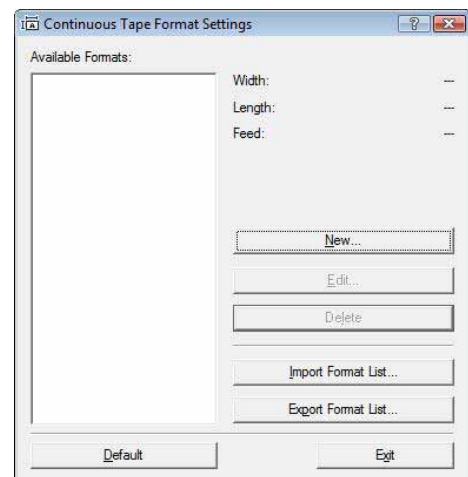 Continuous Tape Format Settings
Available Formats:
Width: ---
Length: ---
Feed: ---
New...
Edit...
Delete
Import Format List...
Export Format List...
Default Exit